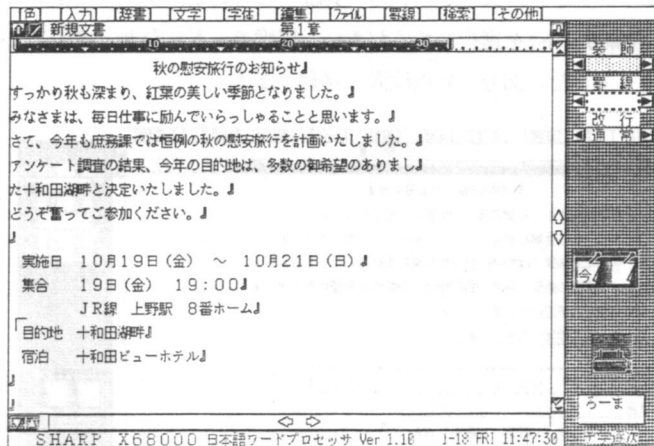 [色] [入力] [辞書] [文字] [字体] [編集] [ファイル] [罫線] [検索] [その他]
新規文書 第1章
10 20 30
装飾
罫線
改行
通常
秋の慰安旅行のお知らせ
すっかり秋も深まり、紅葉の美しい季節となりました。
みなさまは、毎日仕事に励んでいらっしゃることと思います。
さて、今年も庶務課では恒例の秋の慰安旅行を計画いたしました。
アンケート調査の結果、今年の目的地は、多数の御希望のありまし
た十和田湖畔と決定いたしました。
どうぞ奮ってご参加ください。
実施日 10月19日(金) ~ 10月21日(日)
集合 19日(金) 19:00
JR線 上野駅 8番ホーム
目的地 十和田湖畔
宿泊 十和田ビューホテル
今
ろーま
SHARP X68000 日本語ワードプロセッサ Ver 1.10 1-18 FRI 11:47:30